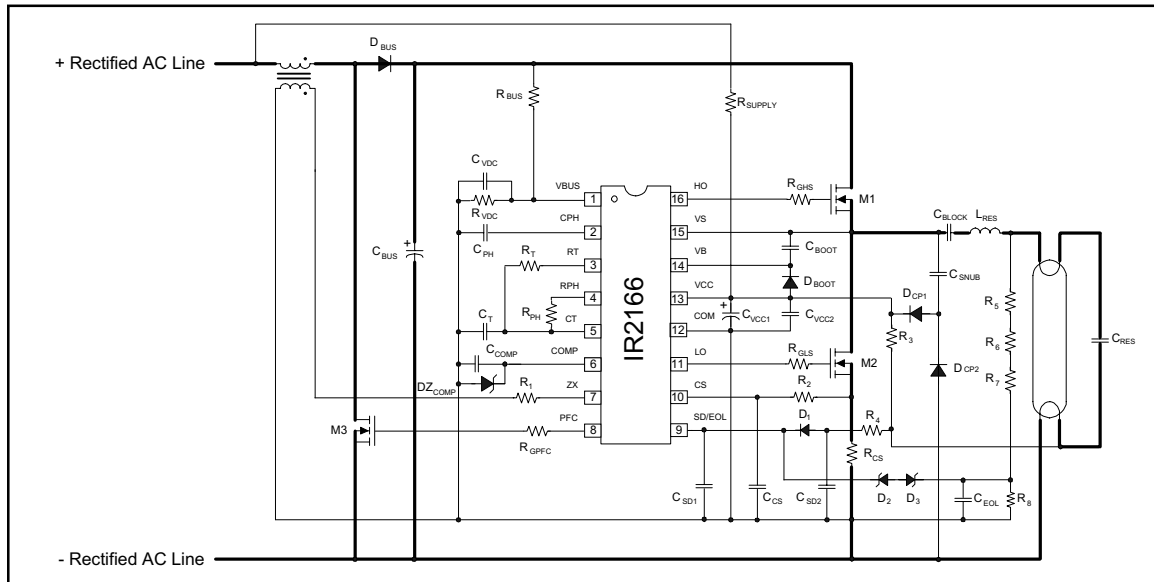 D BUS
+ Rectified AC Line
R BUS
R SUPPLY
C VDC
VBUS
1
16
HO
R GHS
M1
R VDC
CPH
2
15
VS
C BLOCK
L RES
C PH
C BOOT
C BUS
+
R T
RT
3
14
VB
C SNUB
D BOOT
RPH
4
13
VCC
D CP1
R 5
R PH
+
C VCC1
C VCC2
R 3
C T
CT
5
12
COM
R 6
C RES
IR2166
C COMP
COMP
6
11
LO
R GLS
M2
D CP2
R 7
DZ COMP
R 1
ZX
7
10
CS
R 2
M3
PFC
8
9
SD/EOL
D 1
R 4
R GPFC
R CS
C SD1
C CS
C SD2
D 2
D 3
C EOL
R 8
- Rectified AC Line